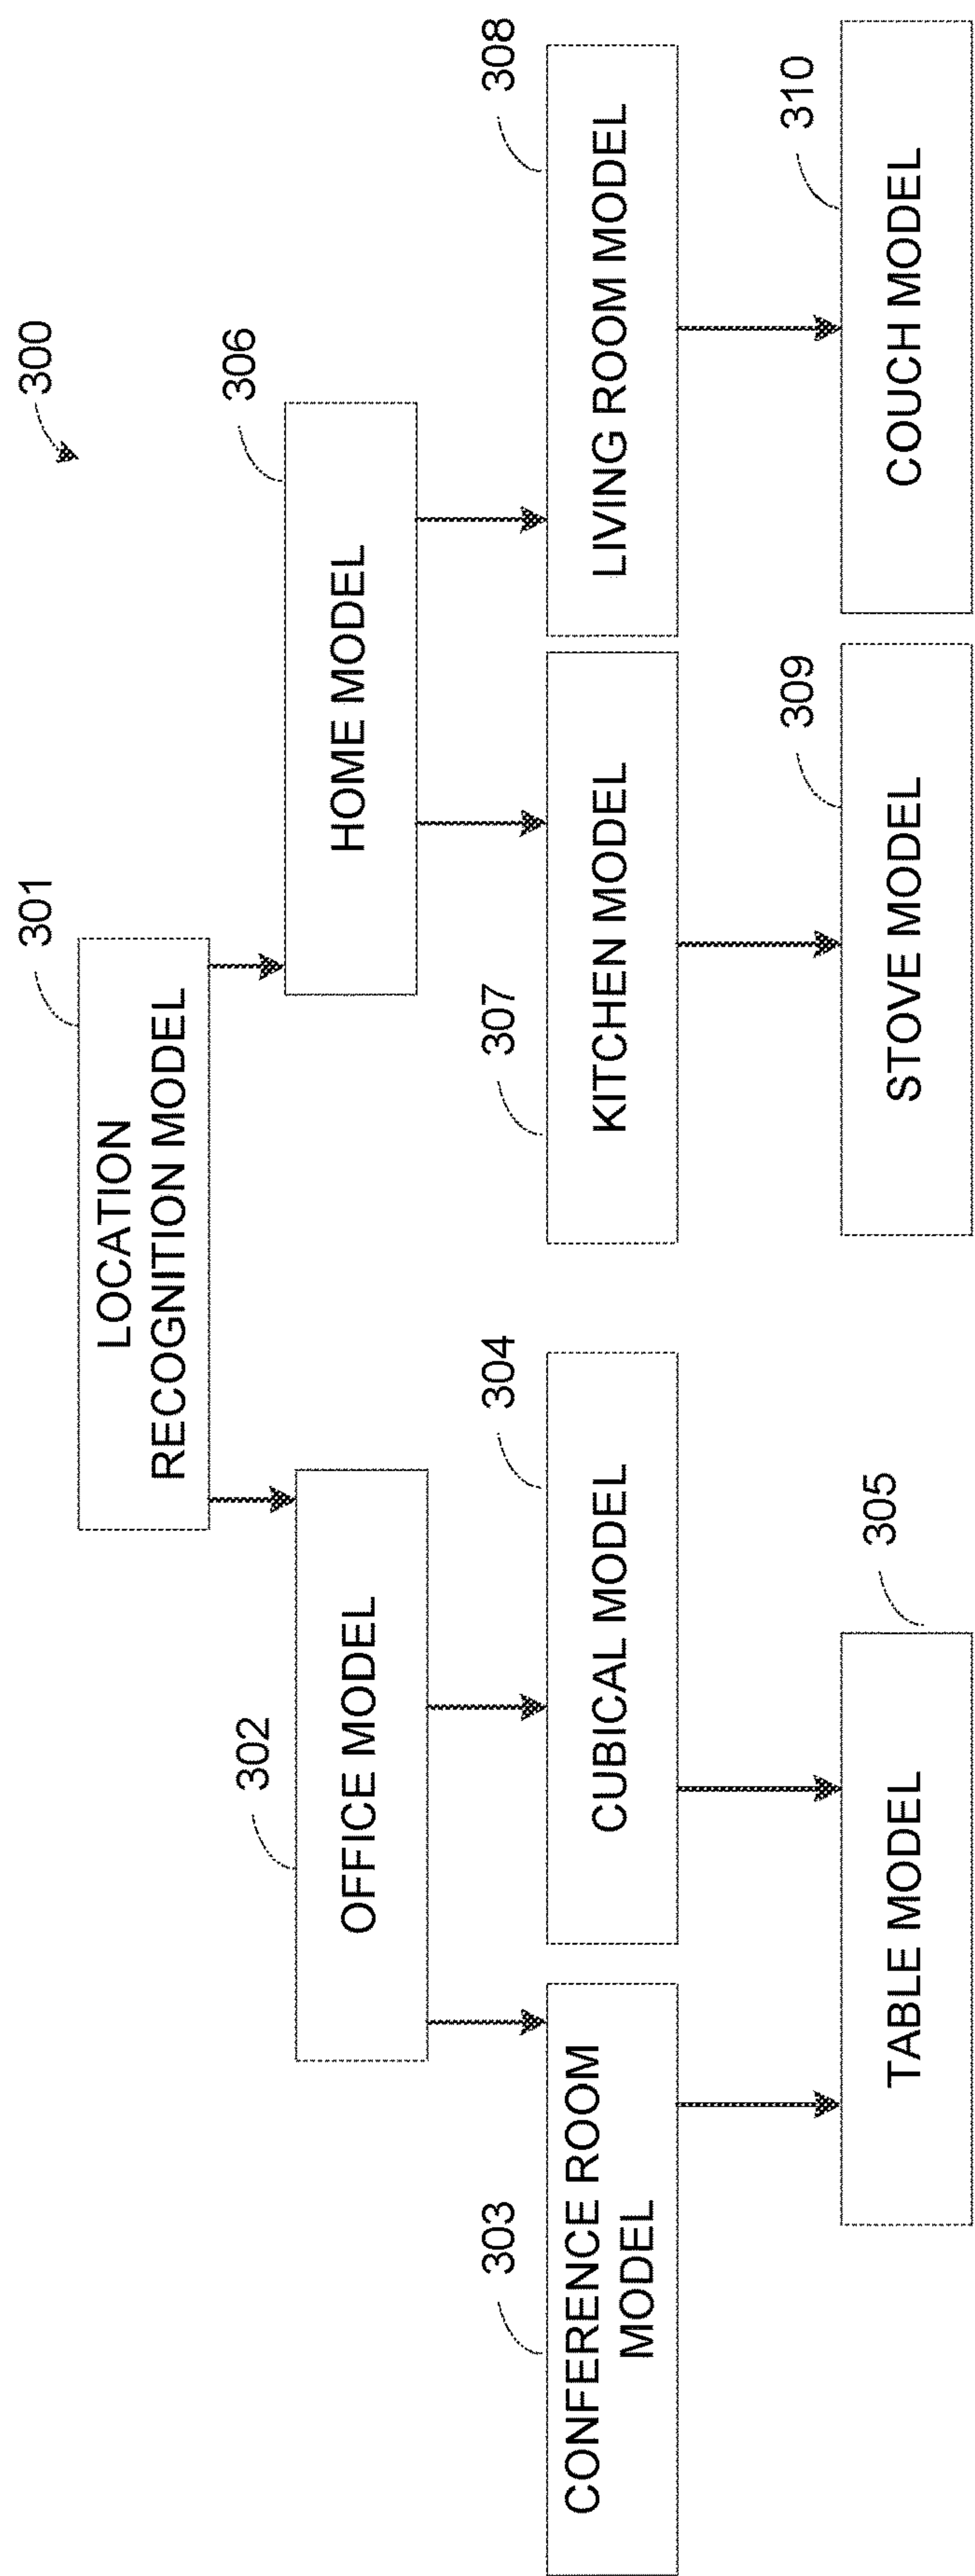 300
301
LOCATION
RECOGNITION MODEL
302
OFFICE MODEL
306
HOME MODEL
303
CONFERENCE ROOM
MODEL
304
CUBICAL MODEL
307
KITCHEN MODEL
308
LIVING ROOM MODEL
305
TABLE MODEL
309
STOVE MODEL
310
COUCH MODEL